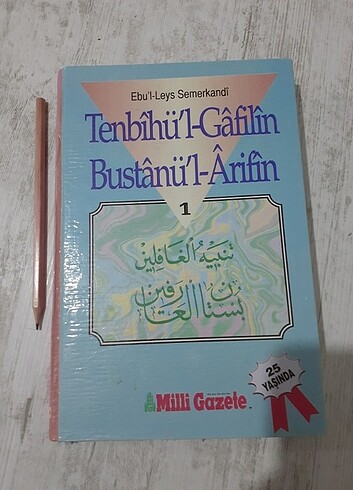 Ebu'l-Leys Semerkandî
Tenbîhü'l-Gâfilîn
Bustânü'l-Ârifîn
1
تنبيه الغافلين
بستان العارفين
25
YAŞINDA
Milli Gazete